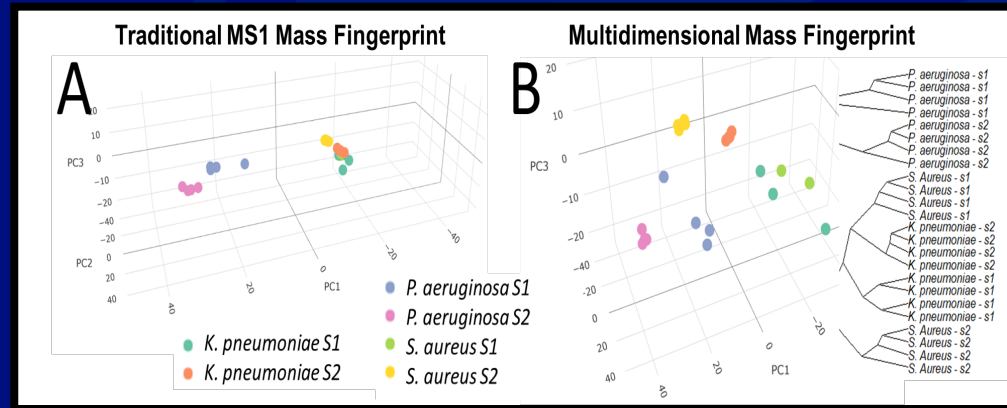 Traditional MS1 Mass Fingerprint
Multidimensional Mass Fingerprint
A
10
0
−10
−20
−40
−20
0
20
40
PC3
PC2
40
20
0
−20
−40
PC1
P. aeruginosa S1
P. aeruginosa S2
K. pneumoniae S1
S. aureus S1
K. pneumoniae S2
S. aureus S2
B
20
10
0
−10
−20
−40
-20
0
20
40
PC3
40
20
0
−20
PC1
P. aeruginosa - s1
P. aeruginosa - s1
P. aeruginosa - s1
P. aeruginosa - s1
P. aeruginosa - s2
P. aeruginosa - s2
P. aeruginosa - s2
P. aeruginosa - s2
S. Aureus - s1
S. Aureus - s1
S. Aureus - s1
S. Aureus - s1
K. pneumoniae - s2
K. pneumoniae - s2
K. pneumoniae - s2
K. pneumoniae - s2
K. pneumoniae - s1
K. pneumoniae - s1
K. pneumoniae - s1
K. pneumoniae - s1
S. Aureus - s2
S. Aureus - s2
S. Aureus - s2
S. Aureus - s2